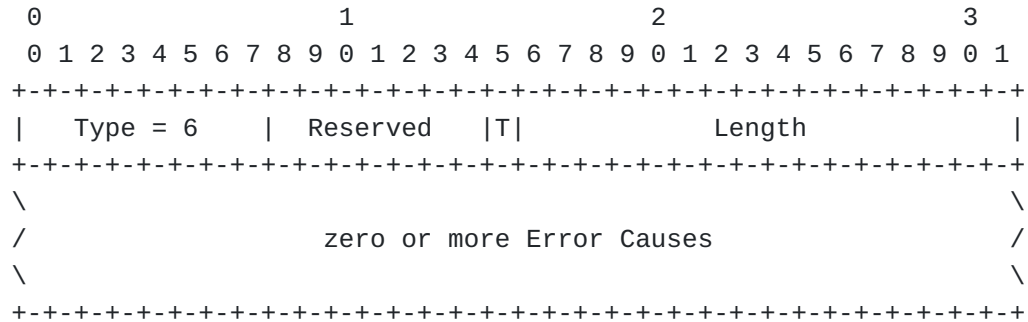 0                   1                   2                   3
 0 1 2 3 4 5 6 7 8 9 0 1 2 3 4 5 6 7 8 9 0 1 2 3 4 5 6 7 8 9 0 1
+-+-+-+-+-+-+-+-+-+-+-+-+-+-+-+-+-+-+-+-+-+-+-+-+-+-+-+-+-+-+-+-+
|   Type = 6    |  Reserved   |T|            Length             |
+-+-+-+-+-+-+-+-+-+-+-+-+-+-+-+-+-+-+-+-+-+-+-+-+-+-+-+-+-+-+-+-+
\                                                               \
/                   zero or more Error Causes                   /
\                                                               \
+-+-+-+-+-+-+-+-+-+-+-+-+-+-+-+-+-+-+-+-+-+-+-+-+-+-+-+-+-+-+-+-+